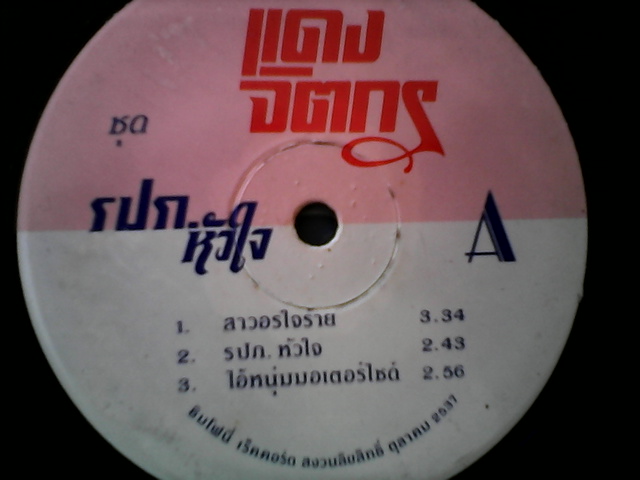 แดง
จิตกร
ชุด
รปภ.หัวใจ
A
1. สาวอรใจร้าย 3.34
2. รปภ. หัวใจ 2.43
3. ไอ้หนุ่มมอเตอร์ไซด์ 2.56
ซิมโฟนี่ เร็คคอร์ด สงวนลิขสิทธิ์ ตุลาคม 2537